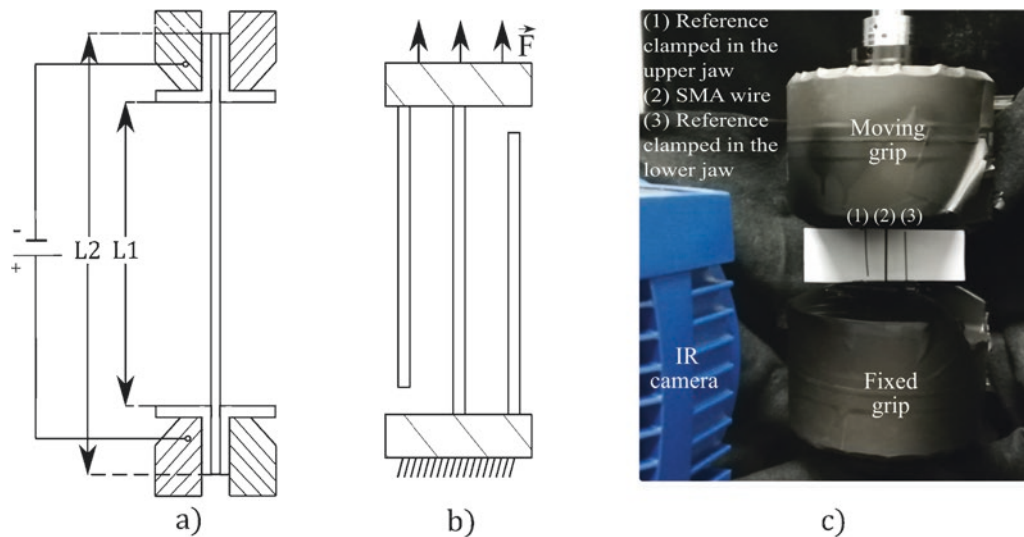 -
+
L2
L1
a)
F
b)
(1) Reference
clamped in the
upper jaw
(2) SMA wire
(3) Reference
clamped in the
lower jaw
Moving
grip
(1) (2) (3)
IR
camera
Fixed
grip
c)